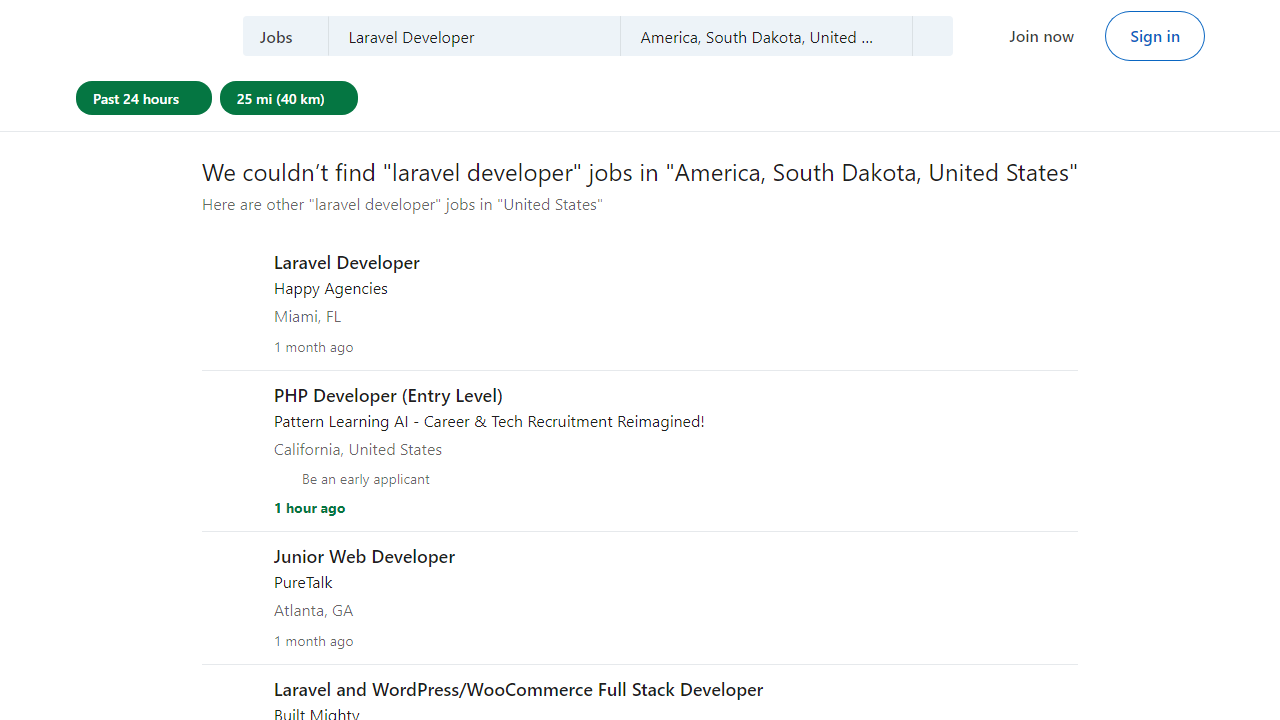 Jobs
Laravel Developer
America, South Dakota, United ...
Join now
Sign in
Past 24 hours
25 mi (40 km)
We couldn’t find "laravel developer" jobs in "America, South Dakota, United States"
Here are other "laravel developer" jobs in "United States"
Laravel Developer
Happy Agencies
Miami, FL
1 month ago
PHP Developer (Entry Level)
Pattern Learning AI - Career & Tech Recruitment Reimagined!
California, United States
Be an early applicant
1 hour ago
Junior Web Developer
PureTalk
Atlanta, GA
1 month ago
Laravel and WordPress/WooCommerce Full Stack Developer
Built Mighty